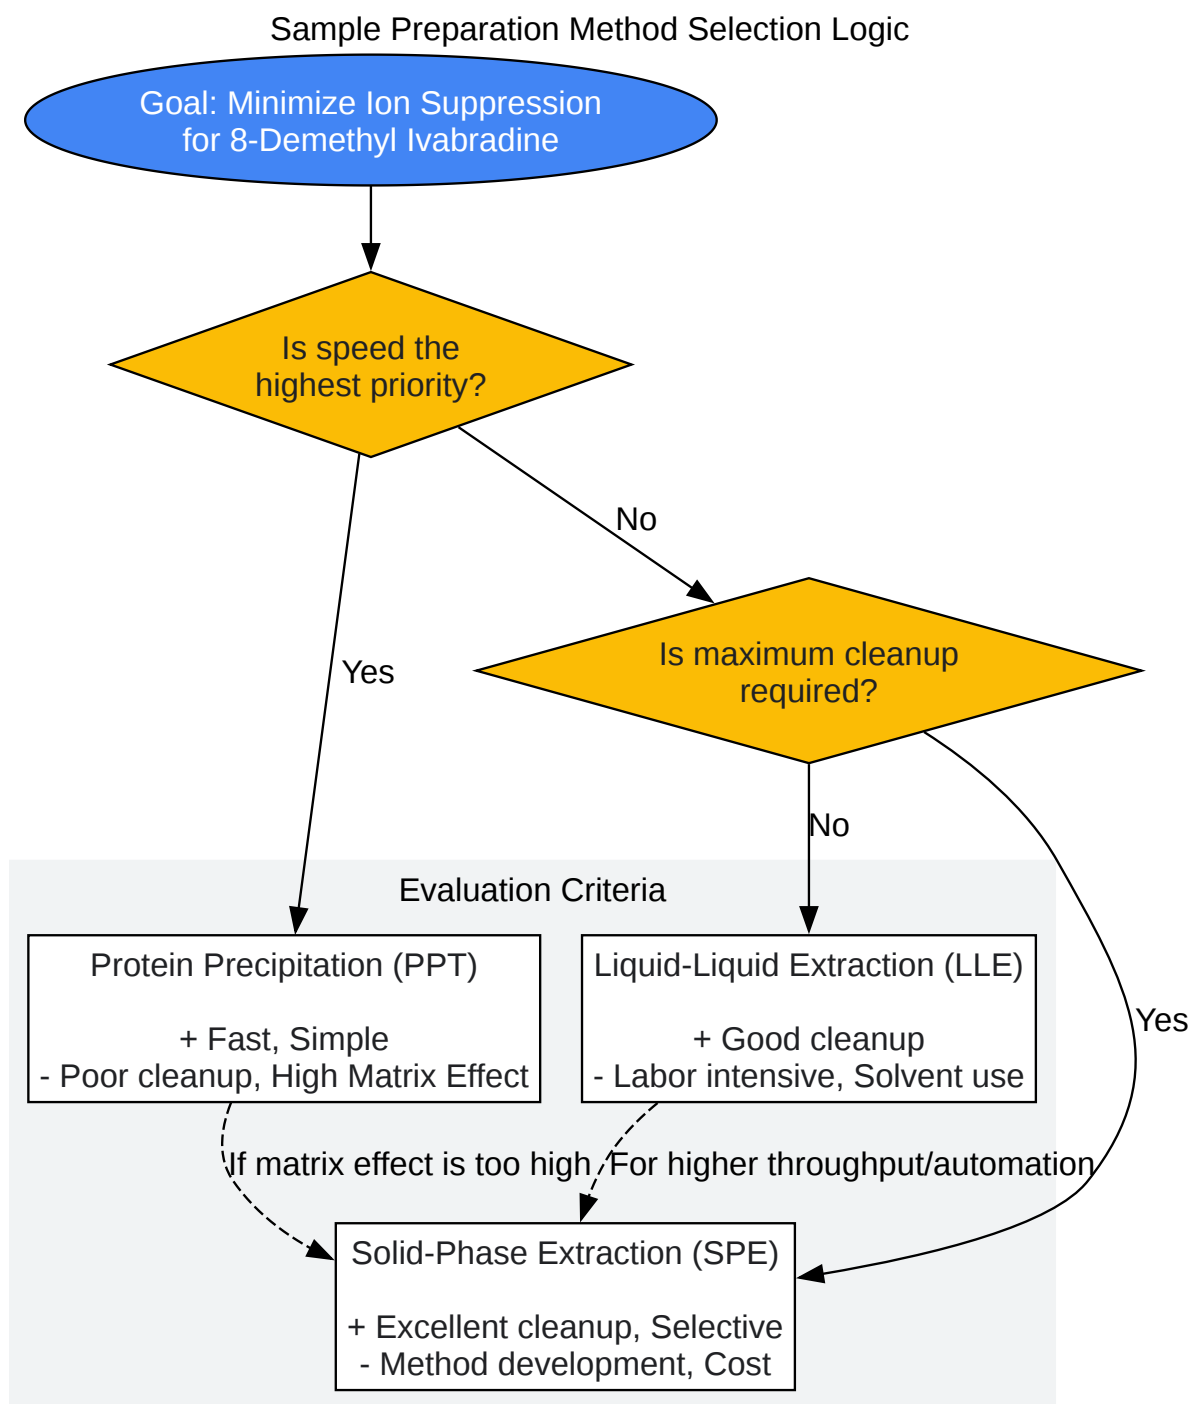 Sample Preparation Method Selection Logic
Goal: Minimize Ion Suppression
for 8-Demethyl Ivabradine
Is speed the
highest priority?
No
Is maximum cleanup
required?
Yes
No
Evaluation Criteria
Protein Precipitation (PPT)
+ Fast, Simple
- Poor cleanup, High Matrix Effect
Liquid-Liquid Extraction (LLE)
+ Good cleanup
- Labor intensive, Solvent use
Yes
If matrix effect is too high
For higher throughput/automation
Solid-Phase Extraction (SPE)
+ Excellent cleanup, Selective
- Method development, Cost